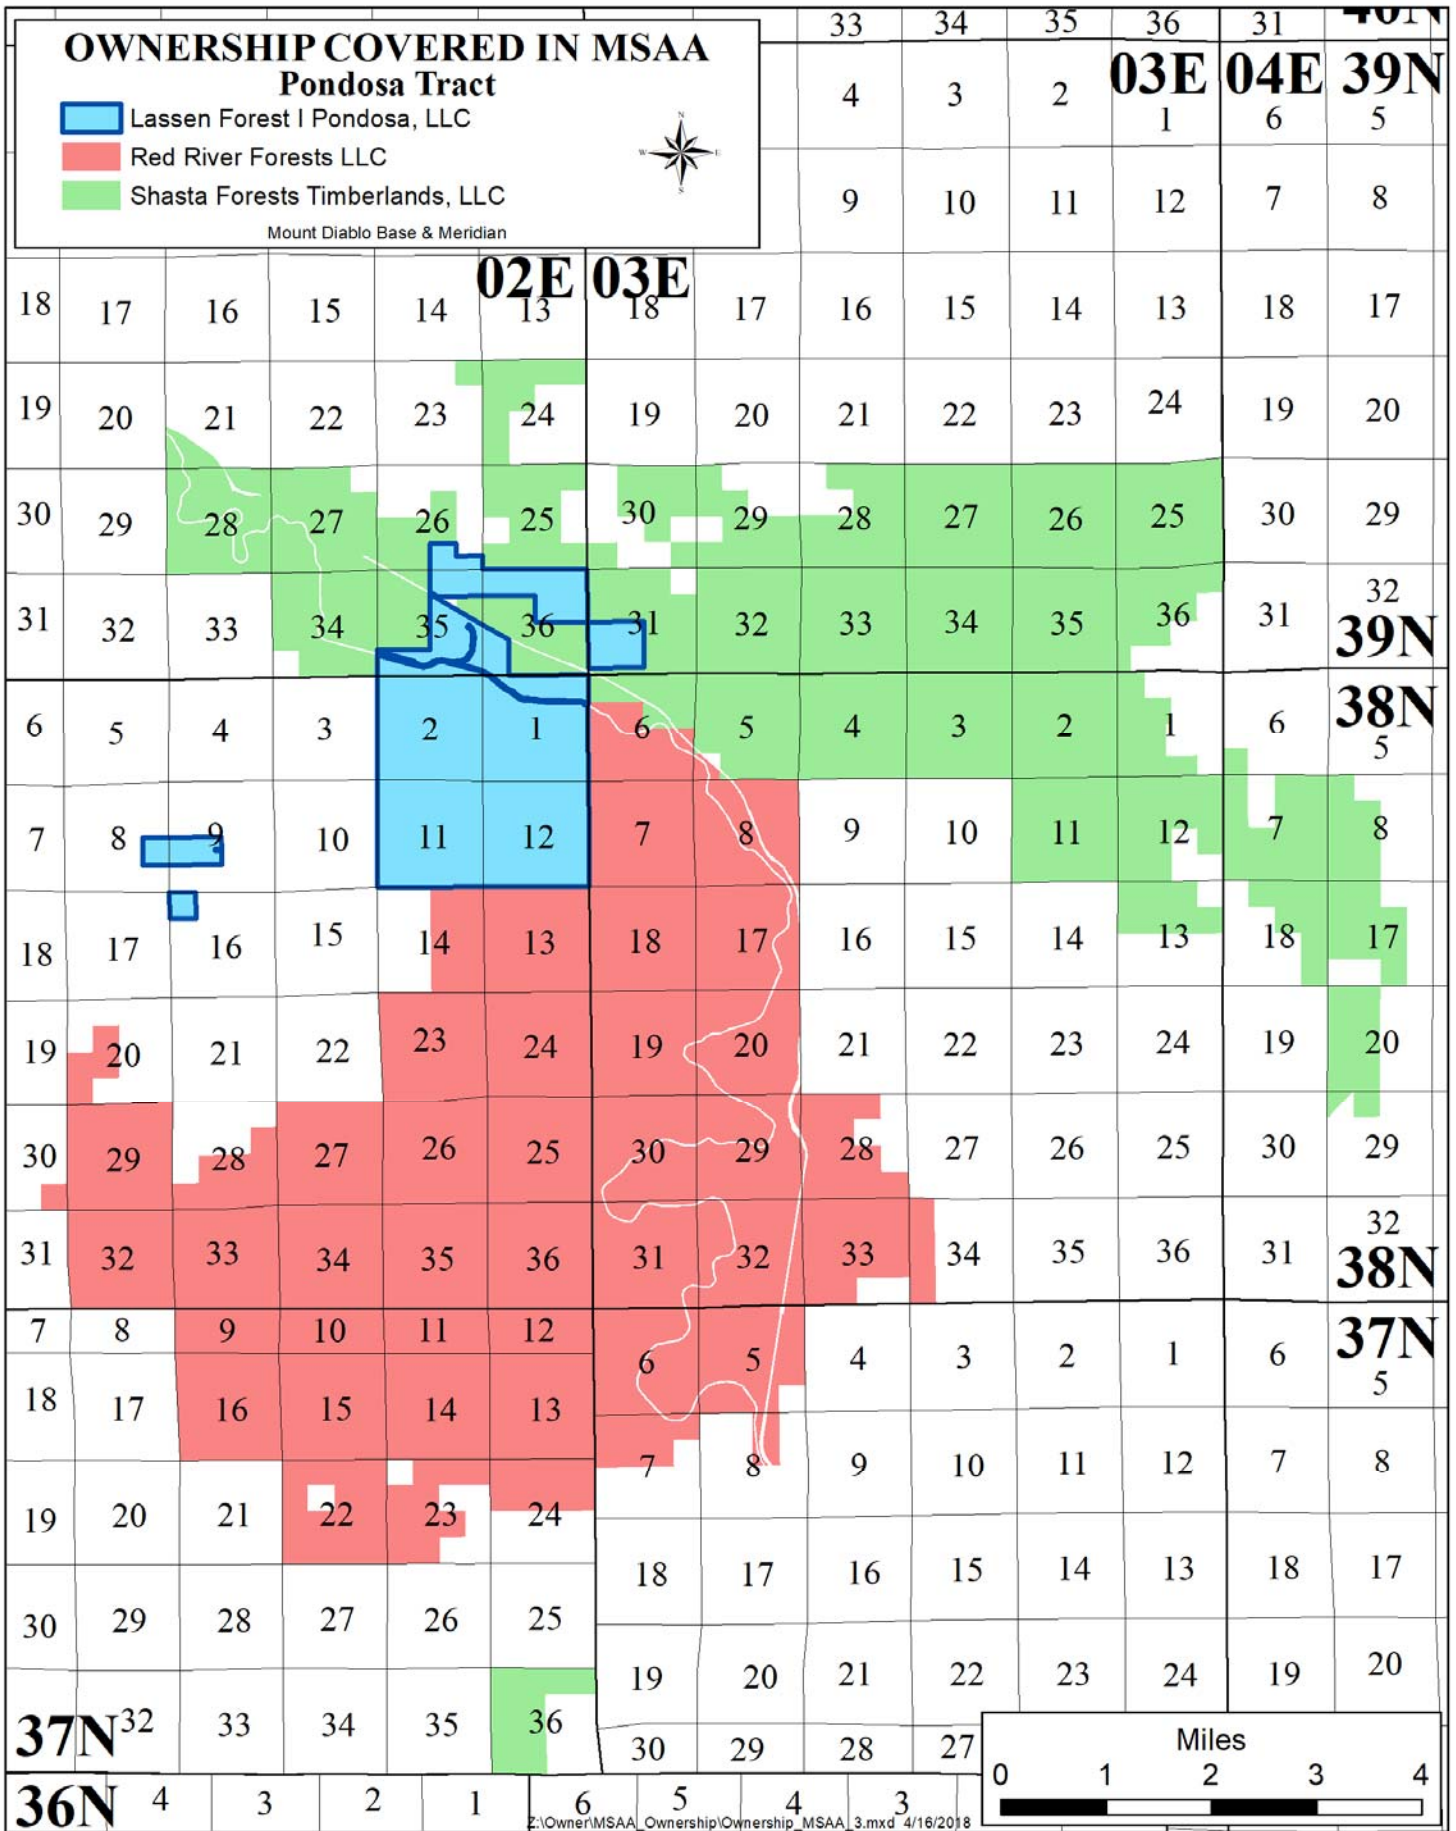 40N
33 34 35 36 31
OWNERSHIP COVERED IN MSAA
Pondosa Tract
Lassen Forest I Pondosa, LLC
Red River Forests LLC
Shasta Forests Timberlands, LLC
Mount Diablo Base & Meridian
N
W E
S
03E 04E 39N
4 3 2 1 6 5
9 10 11 12 7 8
02E 03E
18 17 16 15 14 13 18 17 16 15 14 13 18 17
19 20 21 22 23 24 19 20 21 22 23 24 19 20
30 29 28 27 26 25 30 29 28 27 26 25 30 29
31 32 33 34 35 36 31 32 33 34 35 36 31 32
39N
38N
6 5 4 3 2 1 6 5 4 3 2 1 6 5
7 8 9 10 11 12 7 8 9 10 11 12 7 8
18 17 16 15 14 13 18 17 16 15 14 13 18 17
19 20 21 22 23 24 19 20 21 22 23 24 19 20
30 29 28 27 26 25 30 29 28 27 26 25 30 29
31 32 33 34 35 36 31 32 33 34 35 36 31 32
38N
37N
7 8 9 10 11 12 6 5 4 3 2 1 6 5
18 17 16 15 14 13 7 8 9 10 11 12 7 8
19 20 21 22 23 24 18 17 16 15 14 13 18 17
30 29 28 27 26 25 19 20 21 22 23 24 19 20
37N 32 33 34 35 36 30 29 28 27
Miles
0 1 2 3 4
36N 4 3 2 1 6 5 4 3
Z:\Owner\MSAA_Ownership\Ownership_MSAA_3.mxd 4/16/2018